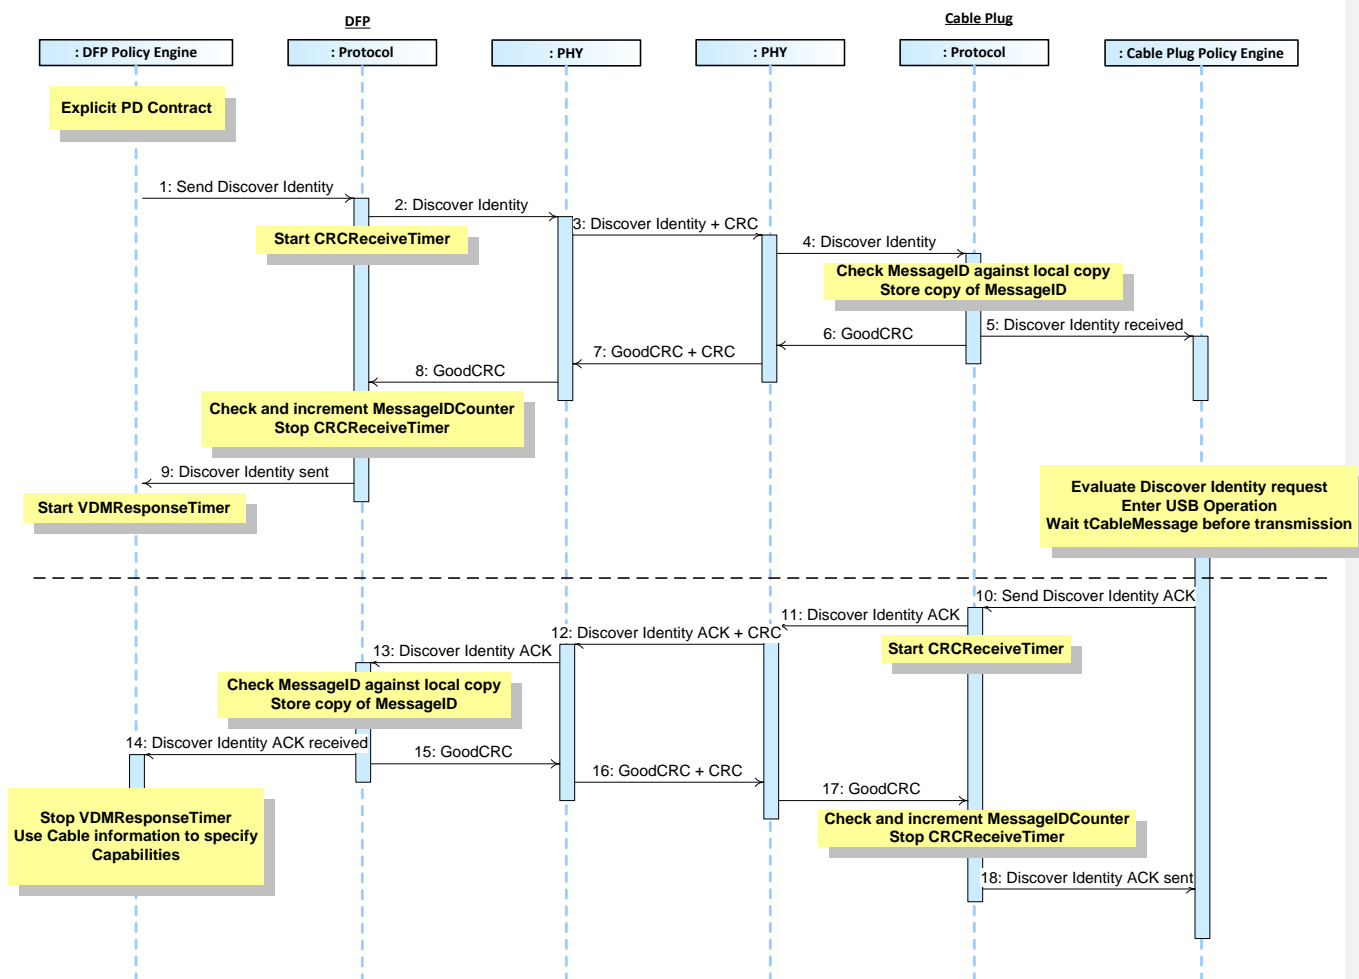 DFP
Cable Plug
: DFP Policy Engine
: Protocol
: PHY
: PHY
: Protocol
: Cable Plug Policy Engine
Explicit PD Contract
1: Send Discover Identity
2: Discover Identity
3: Discover Identity + CRC
Start CRCReceiveTimer
4: Discover Identity
Check MessageID against local copy
Store copy of MessageID
5: Discover Identity received
6: GoodCRC
7: GoodCRC + CRC
8: GoodCRC
Check and increment MessageIDCounter
Stop CRCReceiveTimer
9: Discover Identity sent
Start VDMResponseTimer
Evaluate Discover Identity request
Enter USB Operation
Wait tCableMessage before transmission
10: Send Discover Identity ACK
11: Discover Identity ACK
12: Discover Identity ACK + CRC
Start CRCReceiveTimer
13: Discover Identity ACK
Check MessageID against local copy
Store copy of MessageID
14: Discover Identity ACK received
15: GoodCRC
16: GoodCRC + CRC
17: GoodCRC
Stop VDMResponseTimer
Use Cable information to specify
Capabilities
Check and increment MessageIDCounter
Stop CRCReceiveTimer
18: Discover Identity ACK sent